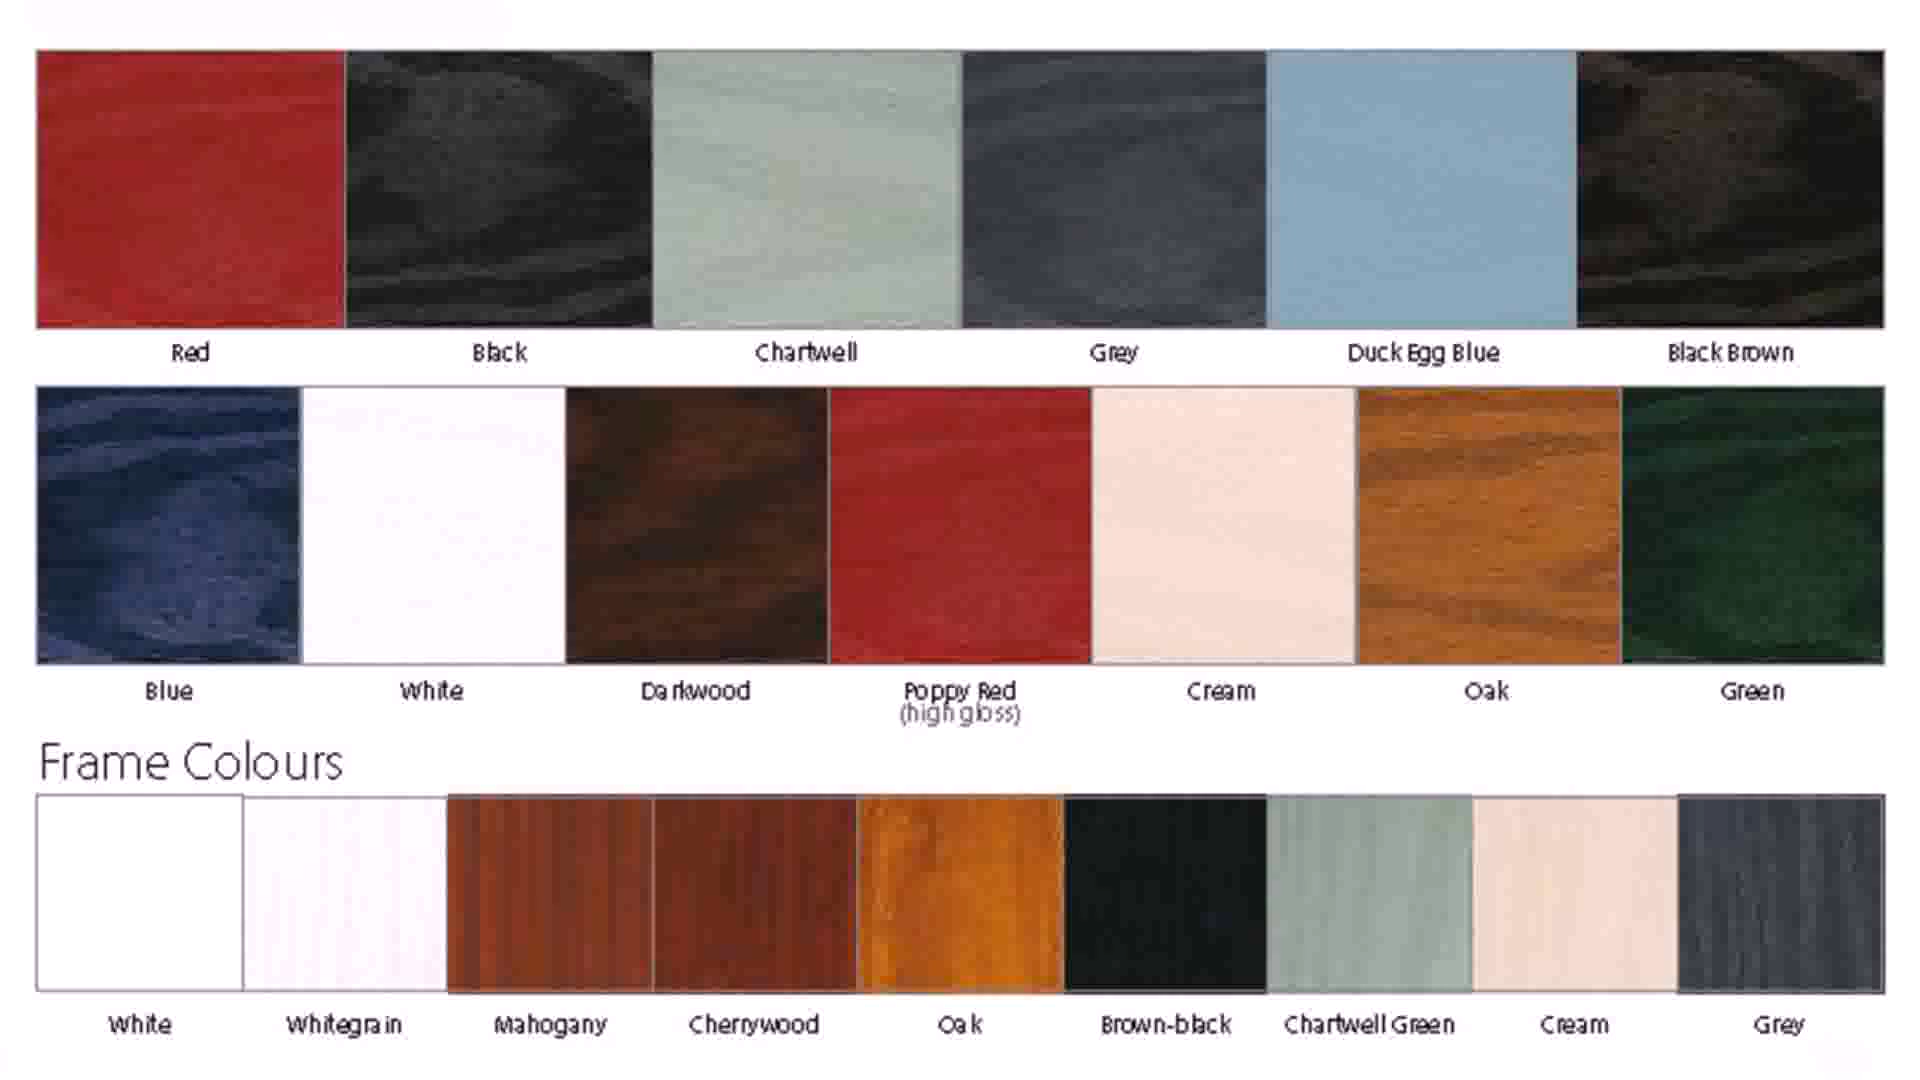 Red Black Chartwell Grey Duck Egg Blue Black Brown
Blue White Darkwood Poppy Red Cream Oak Green
(high gloss)
Frame Colours
White Whitegrain Mahogany Cherrywood Oak Brown-black Chartwell Green Cream Grey